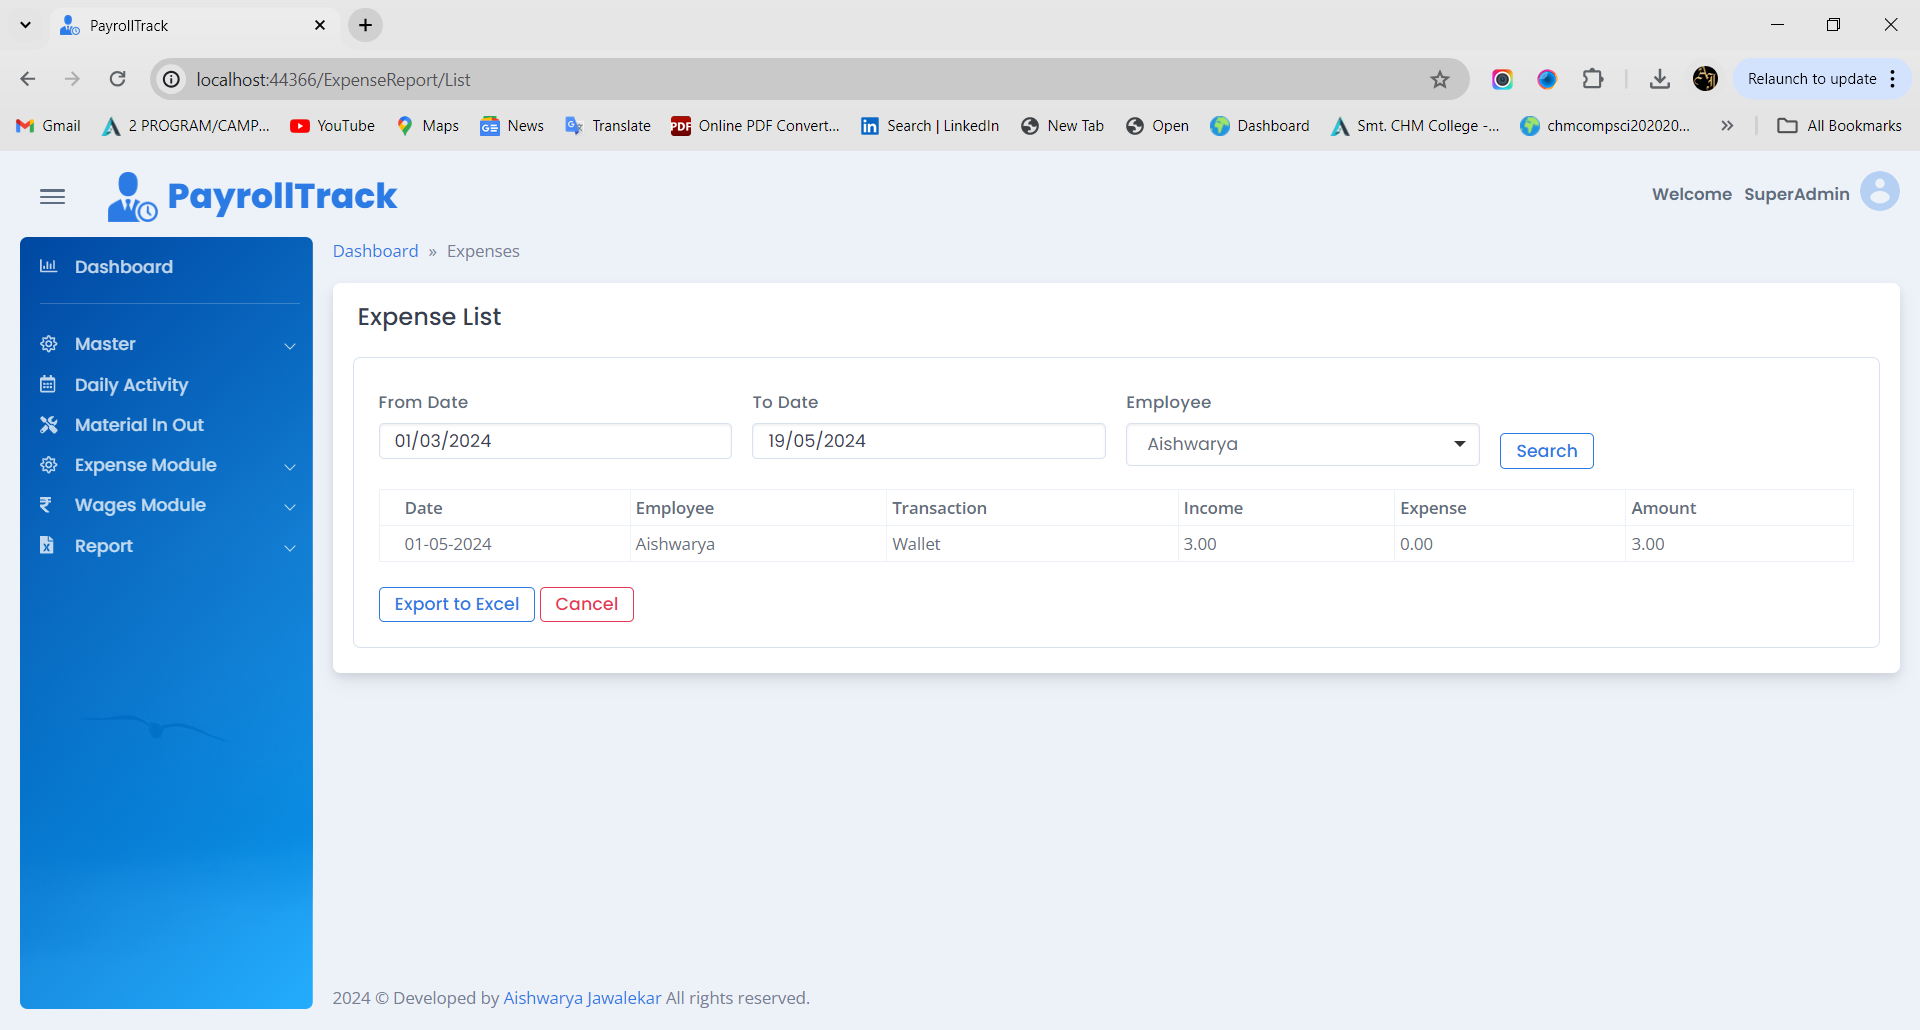 PayrollTrack
localhost:44366/ExpenseReport/List
Relaunch to update
Gmail 2 PROGRAM/CAMP... YouTube Maps News Translate PDF Online PDF Convert... in Search | LinkedIn New Tab Open Dashboard Smt. CHM College -... chmcompsci202020... » All Bookmarks
PayrollTrack
Welcome SuperAdmin
Dashboard
Master
Daily Activity
Material In Out
Expense Module
Wages Module
Report
Dashboard » Expenses
Expense List
From Date To Date Employee
01/03/2024 19/05/2024 Aishwarya Search
Date Employee Transaction Income Expense Amount
01-05-2024 Aishwarya Wallet 3.00 0.00 3.00
Export to Excel Cancel
2024 © Developed by Aishwarya Jawalekar All rights reserved.